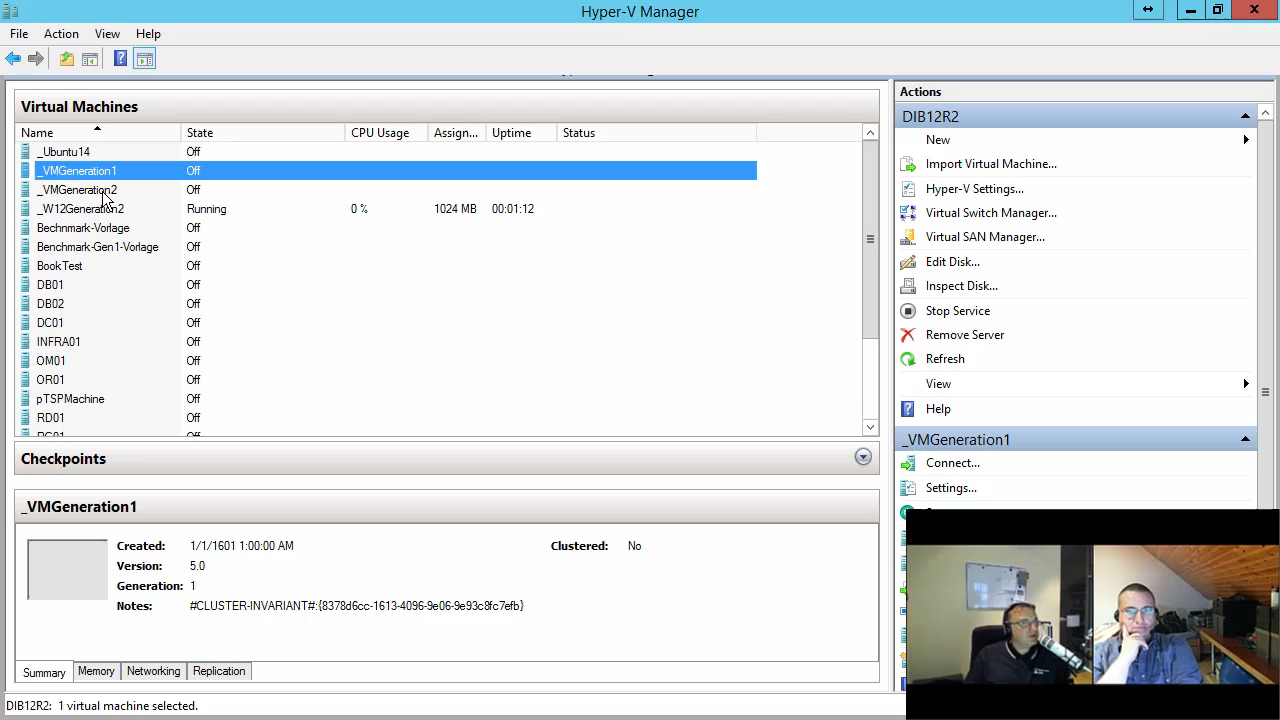 Hyper-V Manager
File Action View Help
Virtual Machines
Name State CPU Usage Assign... Uptime Status
_Ubuntu14 Off
_VMGeneration1 Off
_VMGeneration2 Off
_W12Generation2 Running 0 % 1024 MB 00:01:12
Bechnmark-Vorlage Off
Benchmark-Gen1-Vorlage Off
BookTest Off
DB01 Off
DB02 Off
DC01 Off
INFRA01 Off
OM01 Off
OR01 Off
pTSPMachine Off
RD01 Off
Checkpoints
_VMGeneration1
Created: 1/1/1601 1:00:00 AM Clustered: No
Version: 5.0
Generation: 1
Notes: #CLUSTER-INVARIANT#:{8378d6cc-1613-4096-9e06-9e93c8fc7efb}
Summary Memory Networking Replication
DIB12R2: 1 virtual machine selected.
Actions
DIB12R2
New
Import Virtual Machine...
Hyper-V Settings...
Virtual Switch Manager...
Virtual SAN Manager...
Edit Disk...
Inspect Disk...
Stop Service
Remove Server
Refresh
View
Help
_VMGeneration1
Connect...
Settings...